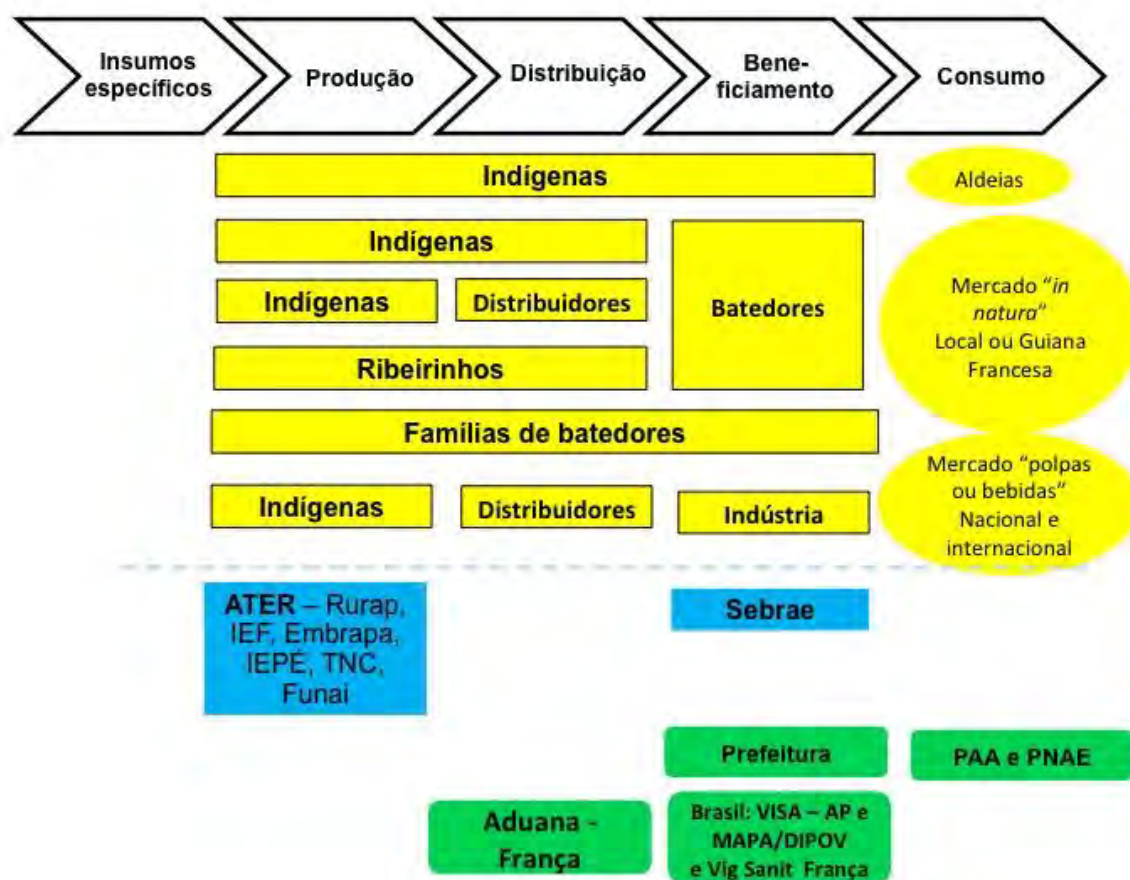 Insumos
específicos
Produção
Distribuição
Bene-
ficiamento
Consumo
Indígenas
Aldeias
Indígenas
Batedores
Mercado “in
natura”
Local ou Guiana
Francesa
Indígenas
Distribuidores
Ribeirinhos
Famílias de batedores
Mercado “polpas
ou bebidas”
Nacional e
internacional
Indígenas
Distribuidores
Indústria
ATER – Rurap,
IEF, Embrapa,
IEPÉ, TNC,
Funai
Sebrae
Prefeitura
PAA e PNAE
Aduana -
França
Brasil: VISA – AP e
MAPA/DIPOV
e Vig Sanit França